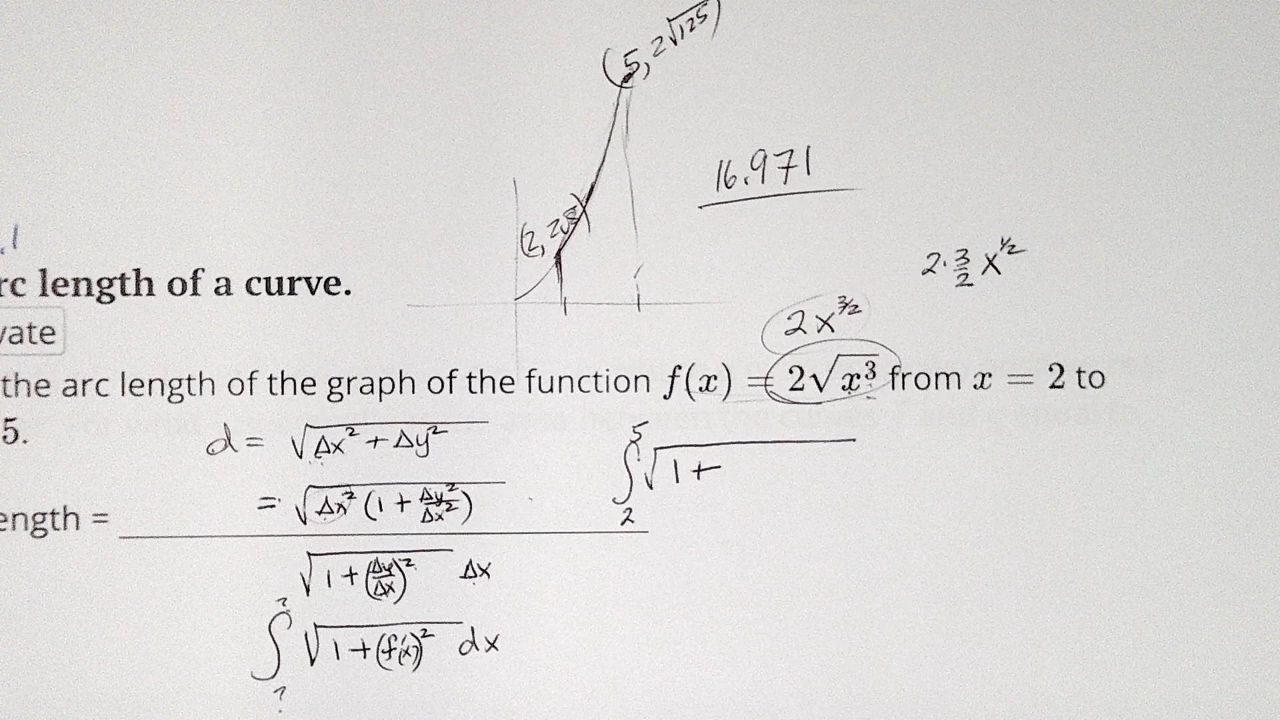 (5, 2√125)
16.971
(2, 2√8)
.1
rc length of a curve.
2·3/2 x^1/2
vate
2x^3/2
the arc length of the graph of the function f(x) = 2√x³ from x = 2 to
5.
d = √Δx² + Δy²
∫₂⁵ √1 +
= √Δx² (1 + Δy²/Δx²)
ength =
√1 + (Δy/Δx)² Δx
∫ ? ? √1 + (f'(x))² dx